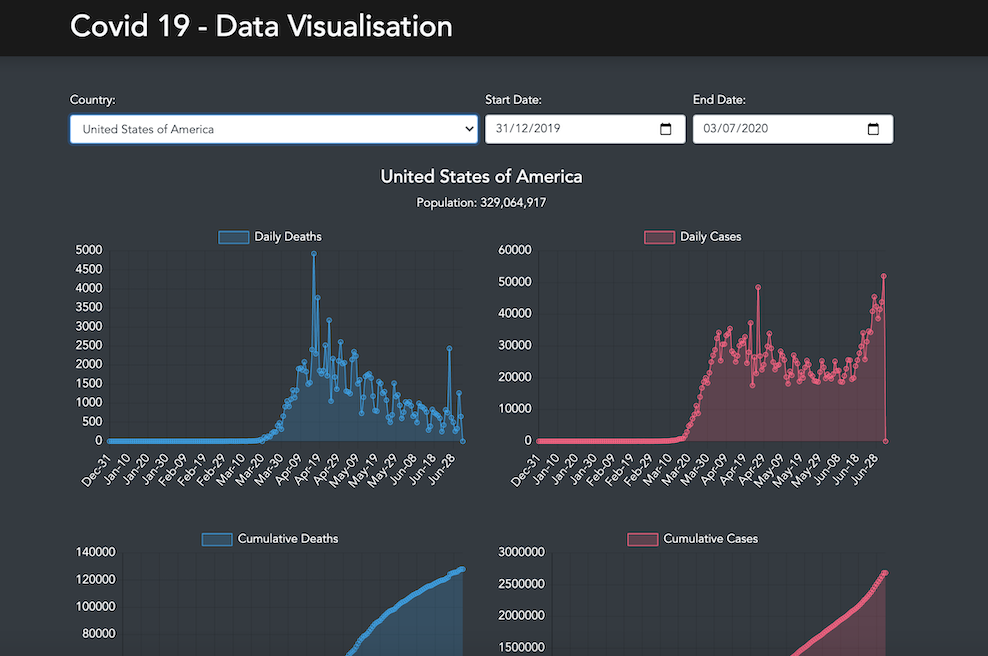 Covid 19 - Data Visualisation
Country:
Start Date:
End Date:
United States of America
31/12/2019
03/07/2020
United States of America
Population: 329,064,917
Daily Deaths
5000
4500
4000
3500
3000
2500
2000
1500
1000
500
0
Dec-31 Jan-10 Jan-20 Jan-30 Feb-09 Feb-19 Feb-29 Mar-10 Mar-20 Mar-30 Apr-09 Apr-19 Apr-29 May-09 May-19 May-29 Jun-08 Jun-18 Jun-28
Daily Cases
60000
50000
40000
30000
20000
10000
0
Dec-31 Jan-10 Jan-20 Jan-30 Feb-09 Feb-19 Feb-29 Mar-10 Mar-20 Mar-30 Apr-09 Apr-19 Apr-29 May-09 May-19 May-29 Jun-08 Jun-18 Jun-28
Cumulative Deaths
140000
120000
100000
80000
Cumulative Cases
3000000
2500000
2000000
1500000